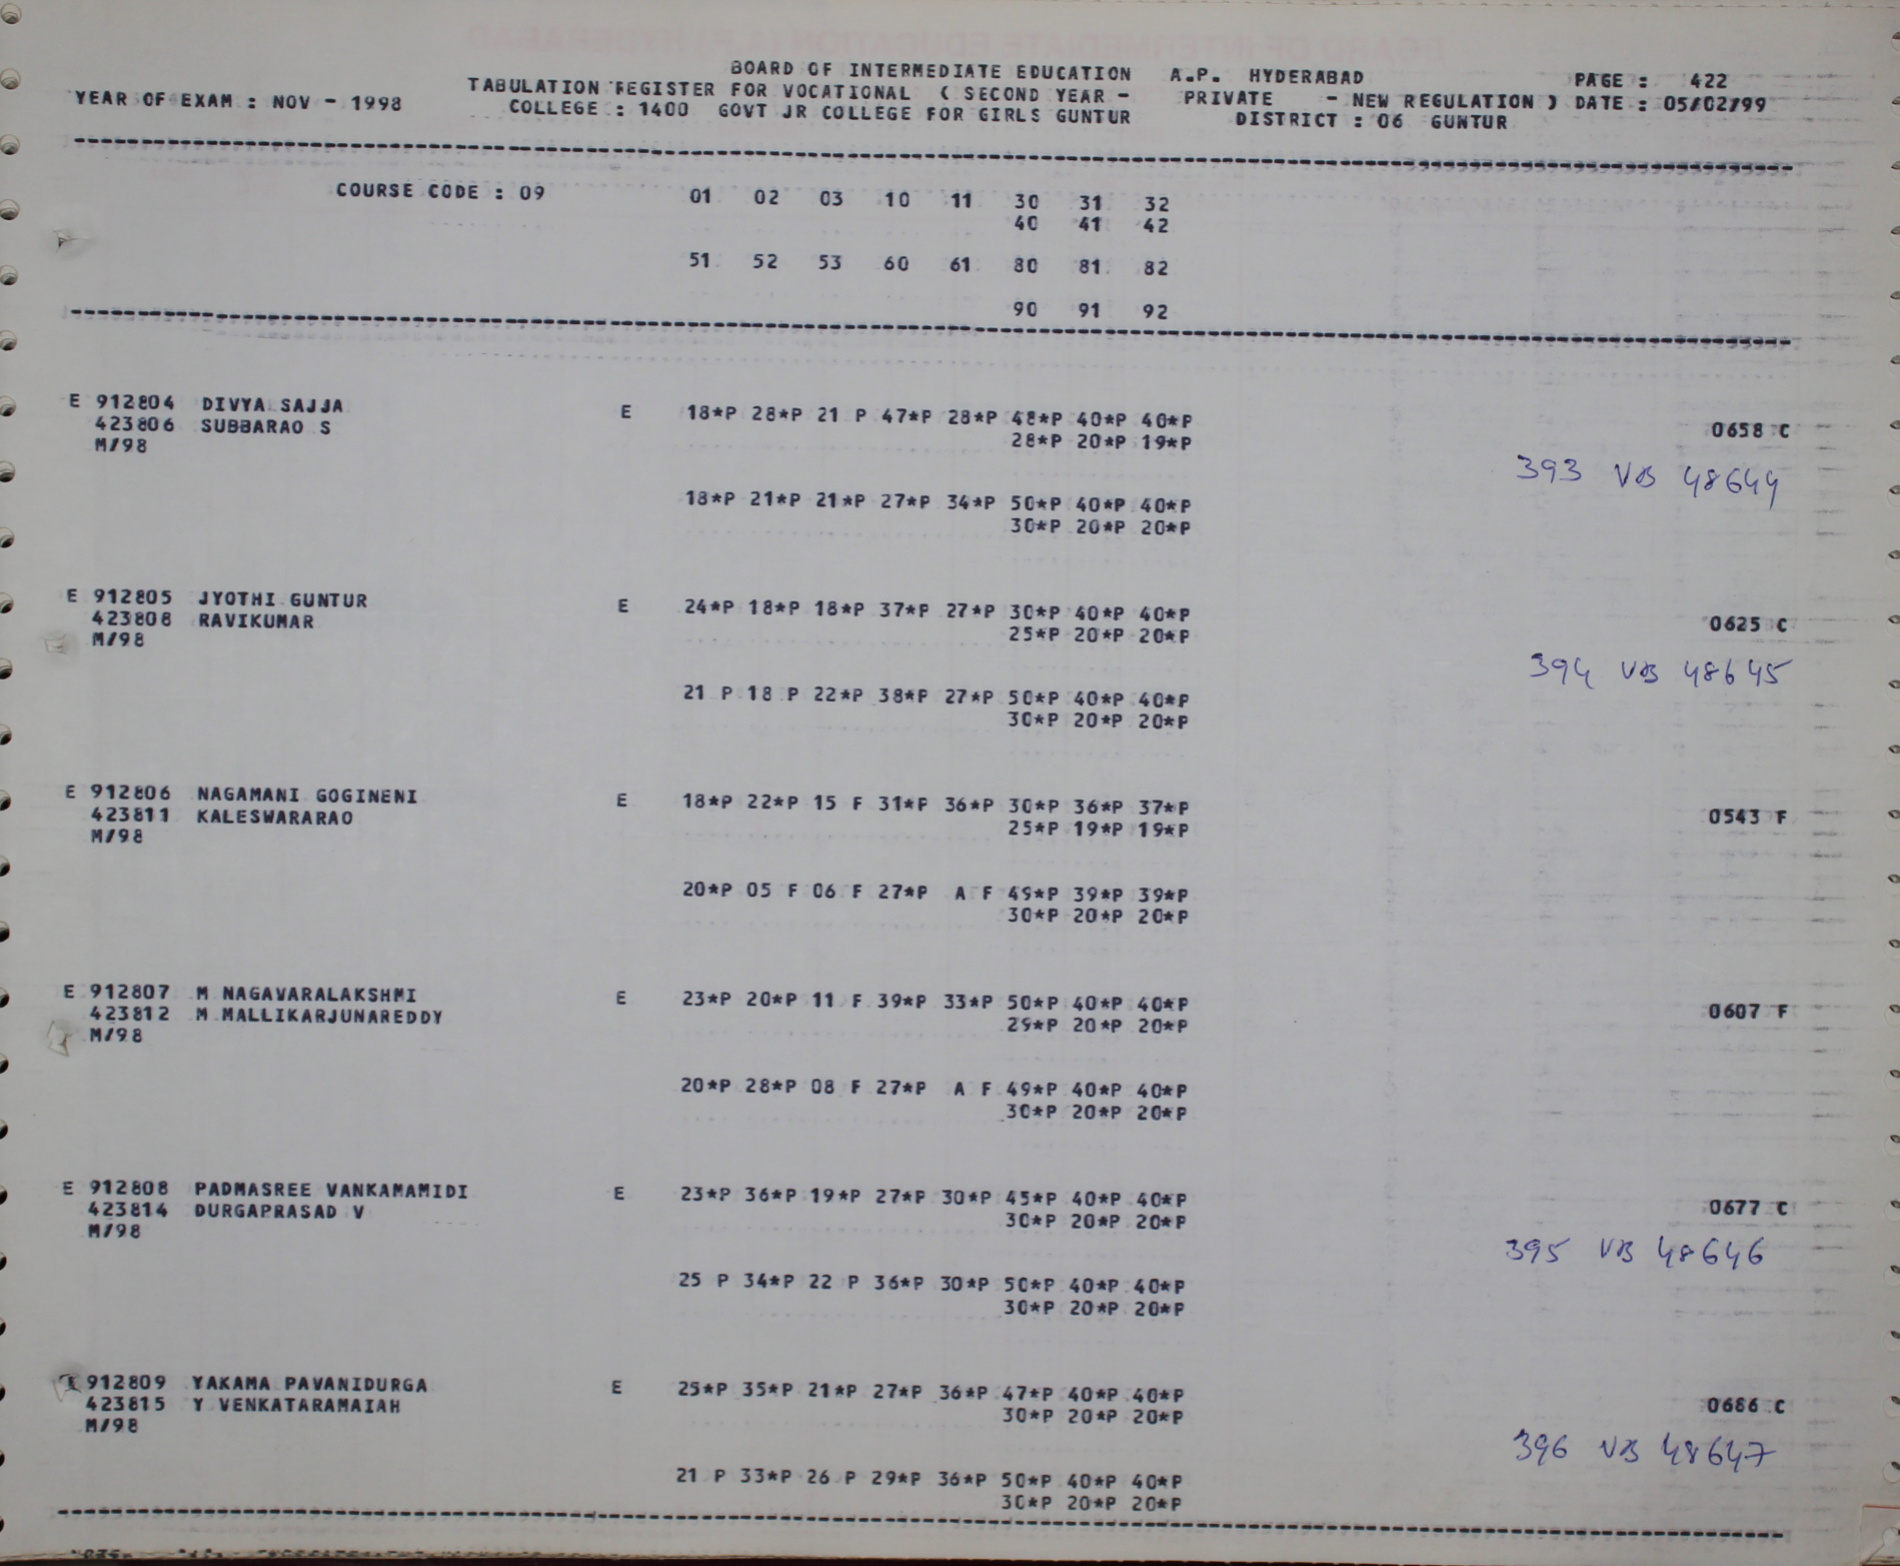 BOARD OF INTERMEDIATE EDUCATION A.P. HYDERABAD PAGE : 422
YEAR OF EXAM : NOV - 1998 TABULATION REGISTER FOR VOCATIONAL ( SECOND YEAR - PRIVATE - NEW REGULATION ) DATE : 05/02/99
COLLEGE : 1400 GOVT JR COLLEGE FOR GIRLS GUNTUR DISTRICT : 06 GUNTUR
COURSE CODE : 09 01 02 03 10 11 30 31 32
40 41 42
51 52 53 60 61 80 81 82
90 91 92
E 912804 DIVYA SAJJA E 18*P 28*P 21 P 47*P 28*P 48*P 40*P 40*P
423806 SUBBARAO S 28*P 20*P 19*P 0658 C
M/98
393 VB 48644
18*P 21*P 21*P 27*P 34*P 50*P 40*P 40*P
30*P 20*P 20*P
E 912805 JYOTHI GUNTUR E 24*P 18*P 18*P 37*P 27*P 30*P 40*P 40*P
423808 RAVIKUMAR 25*P 20*P 20*P 0625 C
M/98
394 VB 48645
21 P 18 P 22*P 38*P 27*P 50*P 40*P 40*P
30*P 20*P 20*P
E 912806 NAGAMANI GOGINENI E 18*P 22*P 15 F 31*P 36*P 30*P 36*P 37*P
423811 KALESWARARAO 25*P 19*P 19*P 0543 F
M/98
20*P 05 F 06 F 27*P A F 49*P 39*P 39*P
30*P 20*P 20*P
E 912807 M NAGAVARALAKSHMI E 23*P 20*P 11 F 39*P 33*P 50*P 40*P 40*P
423812 M MALLIKARJUNAREDDY 29*P 20*P 20*P 0607 F
M/98
20*P 28*P 08 F 27*P A F 49*P 40*P 40*P
30*P 20*P 20*P
E 912808 PADMASREE VANKAMAMIDI E 23*P 36*P 19*P 27*P 30*P 45*P 40*P 40*P
423814 DURGAPRASAD V 30*P 20*P 20*P 0677 C
M/98
395 VB 48646
25 P 34*P 22 P 36*P 30*P 50*P 40*P 40*P
30*P 20*P 20*P
912809 YAKAMA PAVANIDURGA E 25*P 35*P 21*P 27*P 36*P 47*P 40*P 40*P
423815 Y VENKATARAMAIAH 30*P 20*P 20*P 0686 C
M/98
396 VB 48647
21 P 33*P 26 P 29*P 36*P 50*P 40*P 40*P
30*P 20*P 20*P